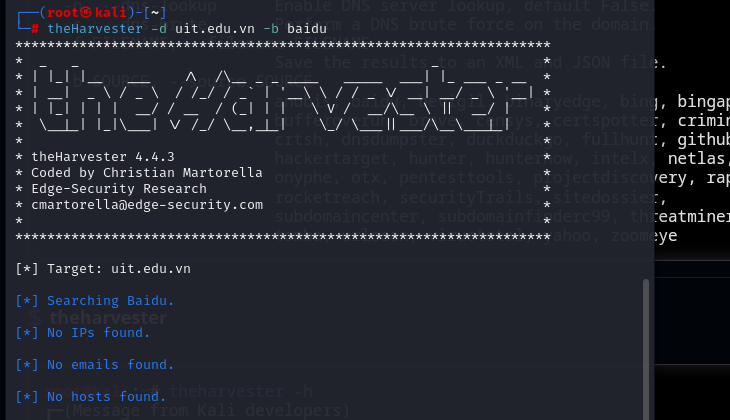 (root㉿kali)-[~]
# theHarvester -d uit.edu.vn -b baidu
*******************************************************************
* theHarvester 4.4.3 *
* Coded by Christian Martorella *
* Edge-Security Research *
* cmartorella@edge-security.com *
* *
*******************************************************************
[*] Target: uit.edu.vn
[*] Searching Baidu.
[*] No IPs found.
[*] No emails found.
[*] No hosts found.
Enable DNS server lookup, default False.
Perform a DNS brute force on the domain.
Save the results to an XML and JSON file.
bing, bingap
certspotter, crimin
crtsh, dnsdumpster, duckduckgo, fullhunt, github
hackertarget, hunter, hunterhow, intelx, netlas,
onyphe, otx, pentesttools, projectdiscovery, rap
rocketreach, securityTrails, sitedossier,
subdomaincenter, subdomainfinderc99, threatminer
yahoo, zoomeye
theharvester
# theharvester -h
(Message from Kali developers)